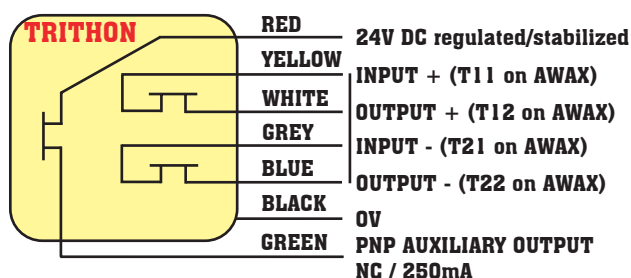 TRITHON
RED 24V DC regulated/stabilized
YELLOW INPUT + (T11 on AWAX)
WHITE OUTPUT + (T12 on AWAX)
GREY INPUT - (T21 on AWAX)
BLUE OUTPUT - (T22 on AWAX)
BLACK 0V
GREEN PNP AUXILIARY OUTPUT
NC / 250mA